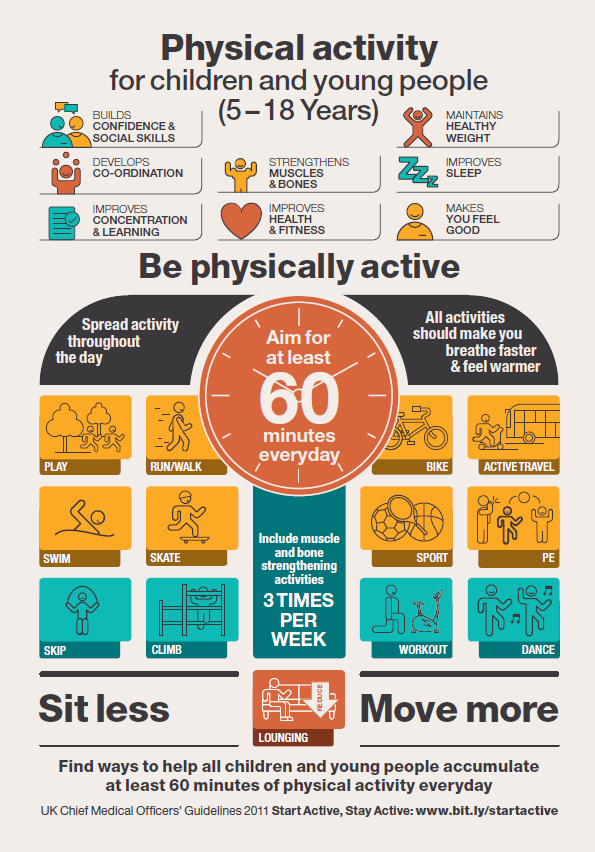 Physical activity
for children and young people
(5–18 Years)
BUILDS
CONFIDENCE &
SOCIAL SKILLS
MAINTAINS
HEALTHY
WEIGHT
DEVELOPS
CO-ORDINATION
STRENGTHENS
MUSCLES
& BONES
IMPROVES
SLEEP
IMPROVES
CONCENTRATION
& LEARNING
IMPROVES
HEALTH
& FITNESS
MAKES
YOU FEEL
GOOD
Be physically active
Spread activity
throughout
the day
Aim for
at least
60
minutes
everyday
All activities
should make you
breathe faster
& feel warmer
PLAY
RUN/WALK
BIKE
ACTIVE TRAVEL
SWIM
SKATE
SPORT
PE
Include muscle
and bone
strengthening
activities
3 TIMES
PER
WEEK
SKIP
CLIMB
WORKOUT
DANCE
Sit less
REDUCE
LOUNGING
Move more
Find ways to help all children and young people accumulate
at least 60 minutes of physical activity everyday
UK Chief Medical Officers' Guidelines 2011 Start Active, Stay Active: www.bit.ly/startactive